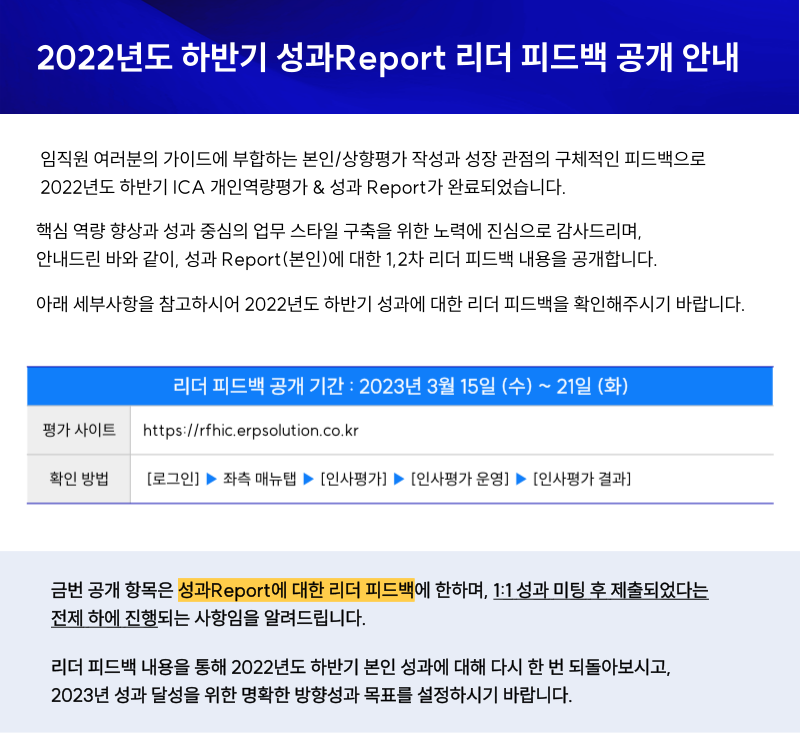 2022년도 하반기 성과Report 리더 피드백 공개 안내
임직원 여러분의 가이드에 부합하는 본인/상향평가 작성과 성장 관점의 구체적인 피드백으로
2022년도 하반기 ICA 개인역량평가 & 성과 Report가 완료되었습니다.
핵심 역량 향상과 성과 중심의 업무 스타일 구축을 위한 노력에 진심으로 감사드리며,
안내드린 바와 같이, 성과 Report(본인)에 대한 1,2차 리더 피드백 내용을 공개합니다.
아래 세부사항을 참고하시어 2022년도 하반기 성과에 대한 리더 피드백을 확인해주시기 바랍니다.
리더 피드백 공개 기간 : 2023년 3월 15일 (수) ~ 21일 (화)
평가 사이트 https://rfhic.erpsolution.co.kr
확인 방법 [로그인] ▶ 좌측 매뉴탭 ▶ [인사평가] ▶ [인사평가 운영] ▶ [인사평가 결과]
금번 공개 항목은 성과Report에 대한 리더 피드백에 한하며, 1:1 성과 미팅 후 제출되었다는
전제 하에 진행되는 사항임을 알려드립니다.
리더 피드백 내용을 통해 2022년도 하반기 본인 성과에 대해 다시 한 번 되돌아보시고,
2023년 성과 달성을 위한 명확한 방향성과 목표를 설정하시기 바랍니다.